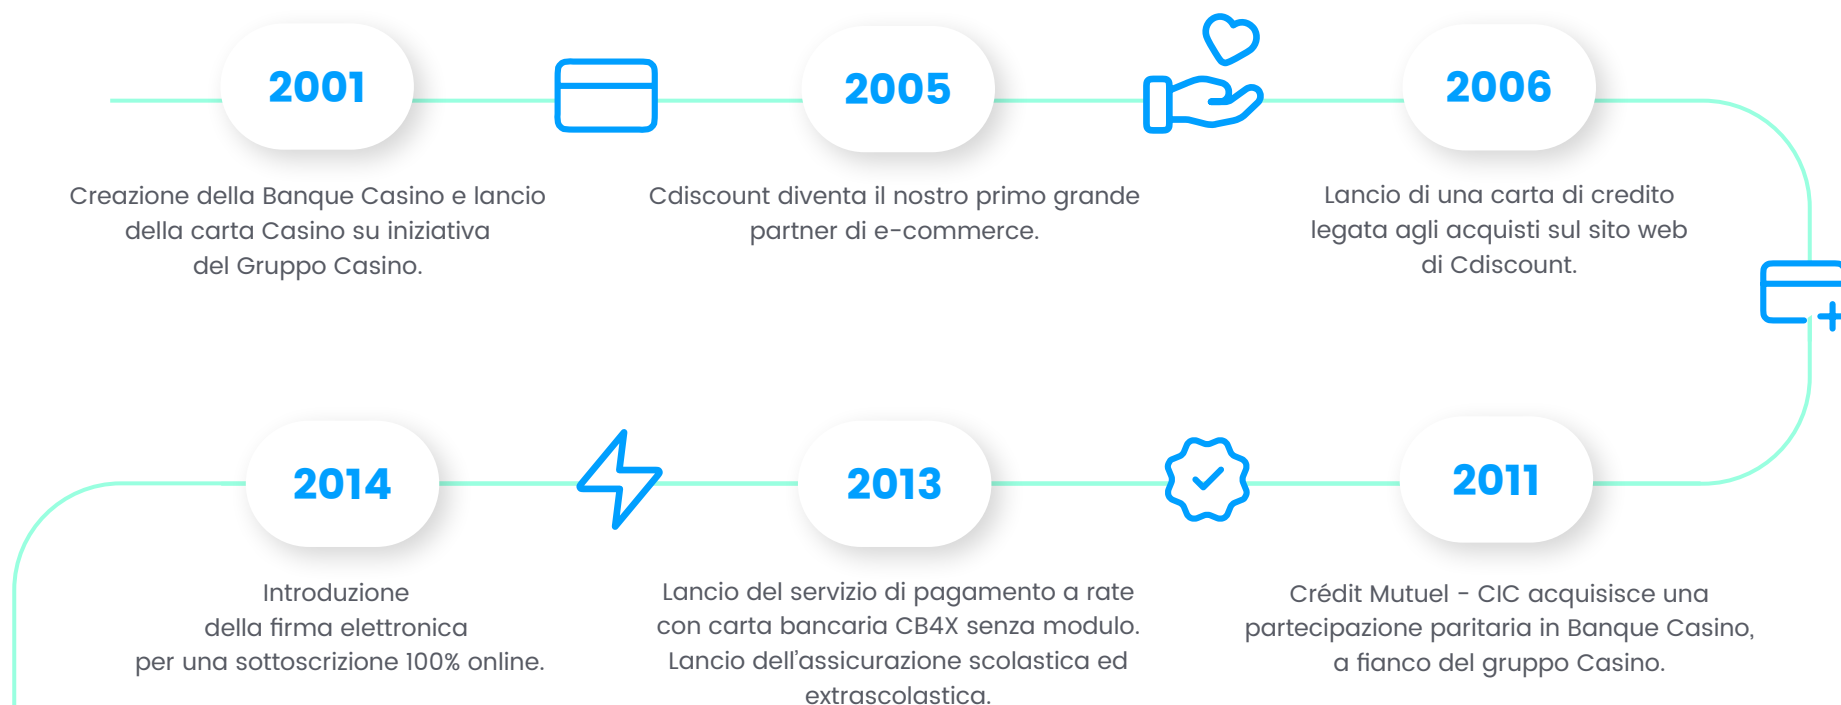 2001
Creazione della Banque Casino e lancio
della carta Casino su iniziativa
del Gruppo Casino.
2005
Cdiscount diventa il nostro primo grande
partner di e-commerce.
2006
Lancio di una carta di credito
legata agli acquisti sul sito web
di Cdiscount.
2011
Crédit Mutuel - CIC acquisisce una
partecipazione paritaria in Banque Casino,
a fianco del gruppo Casino.
2013
Lancio del servizio di pagamento a rate
con carta bancaria CB4X senza modulo.
Lancio dell'assicurazione scolastica ed
extrascolastica.
2014
Introduzione
della firma elettronica
per una sottoscrizione 100% online.